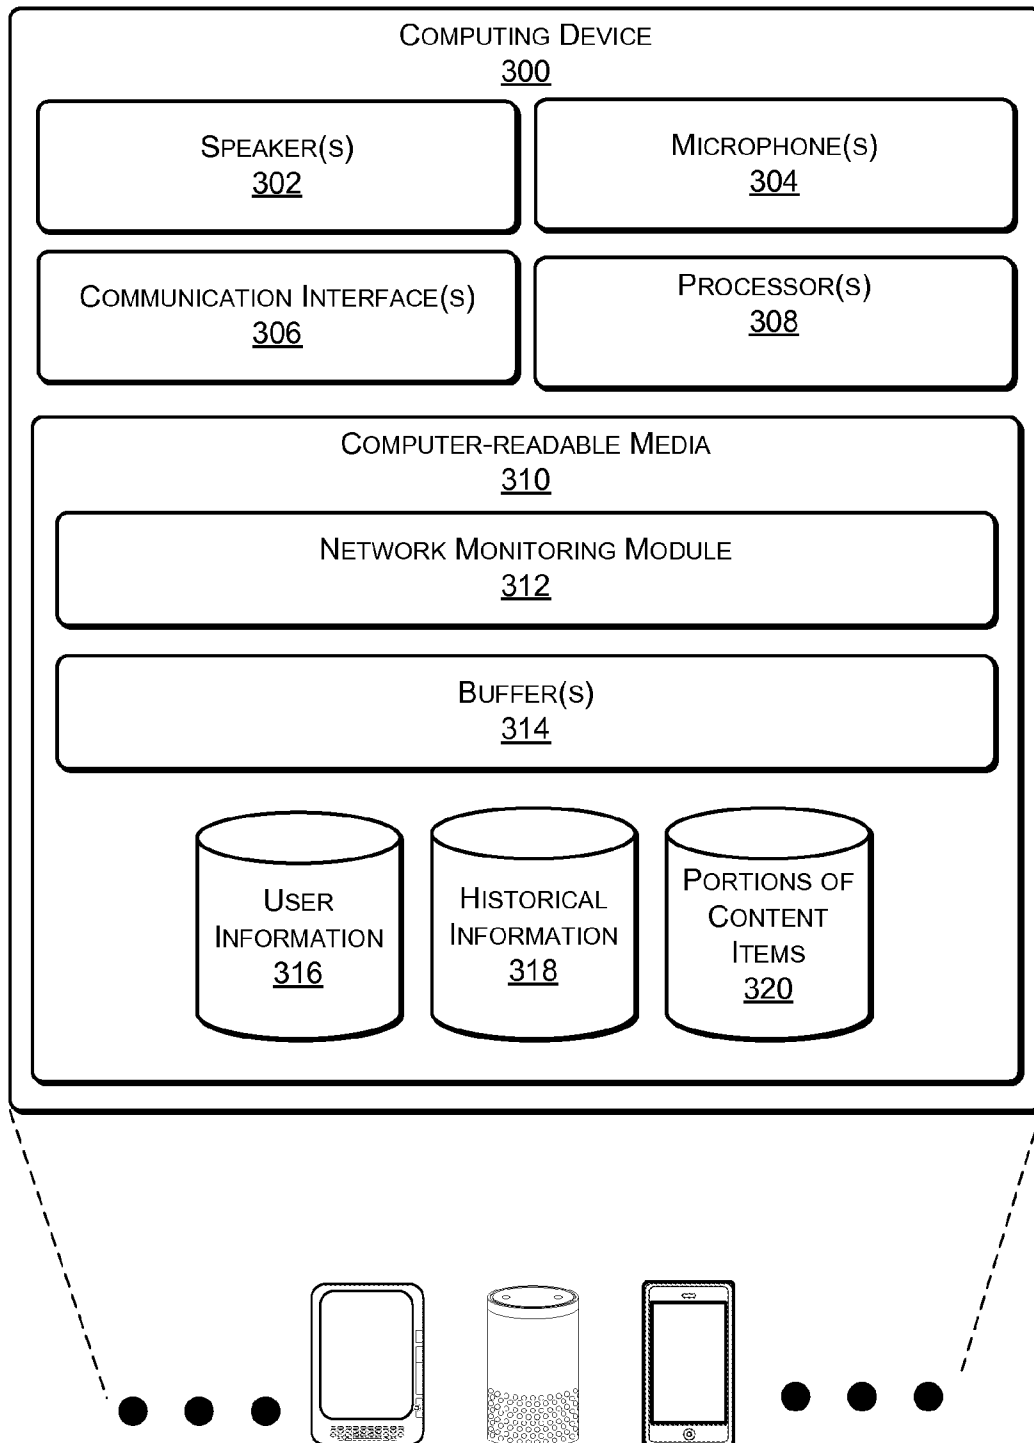 COMPUTING DEVICE
300
SPEAKER(S)
302
MICROPHONE(S)
304
COMMUNICATION INTERFACE(S)
306
PROCESSOR(S)
308
COMPUTER-READABLE MEDIA
310
NETWORK MONITORING MODULE
312
BUFFER(S)
314
USER
INFORMATION
316
HISTORICAL
INFORMATION
318
PORTIONS OF
CONTENT
ITEMS
320